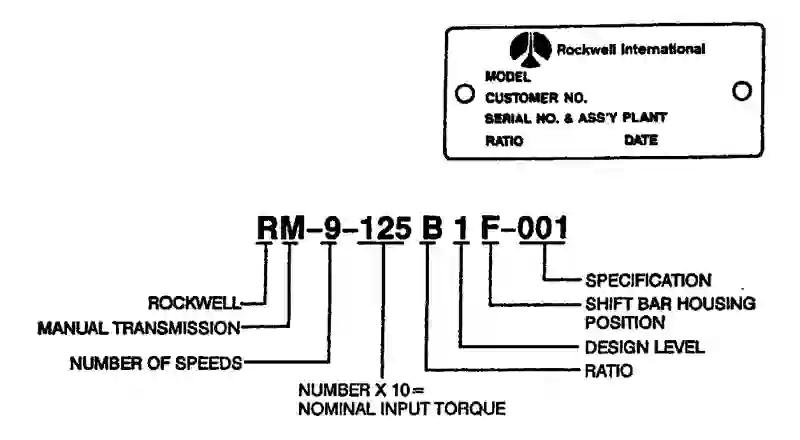 Rockwell International
MODEL
CUSTOMER NO.
SERIAL NO. & ASS'Y PLANT
RATIO DATE
RM-9-125 B 1 F-001
SPECIFICATION
ROCKWELL
SHIFT BAR HOUSING
POSITION
MANUAL TRANSMISSION
DESIGN LEVEL
NUMBER OF SPEEDS
RATIO
NUMBER X 10=
NOMINAL INPUT TORQUE